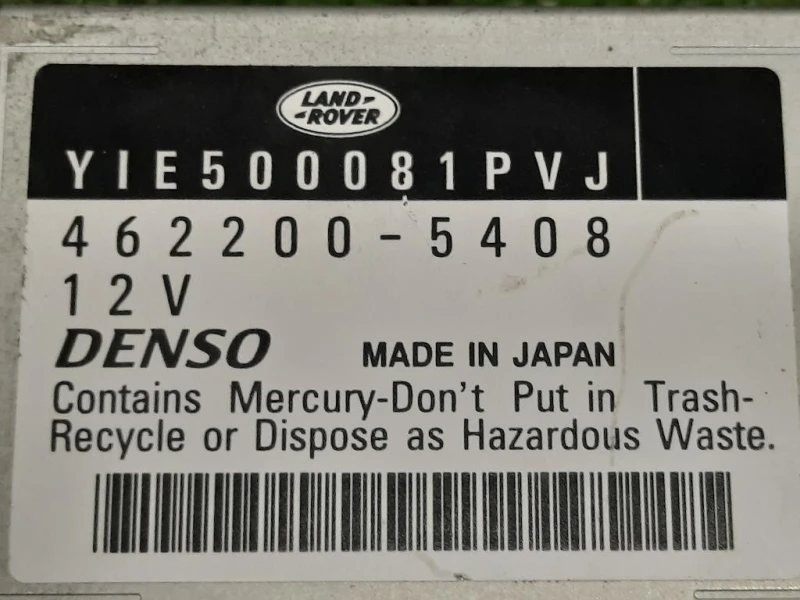 LAND-
-ROVER
YIE500081PVJ
462200-5408
12V
DENSO MADE IN JAPAN
Contains Mercury-Don't Put in Trash-
Recycle or Dispose as Hazardous Waste.